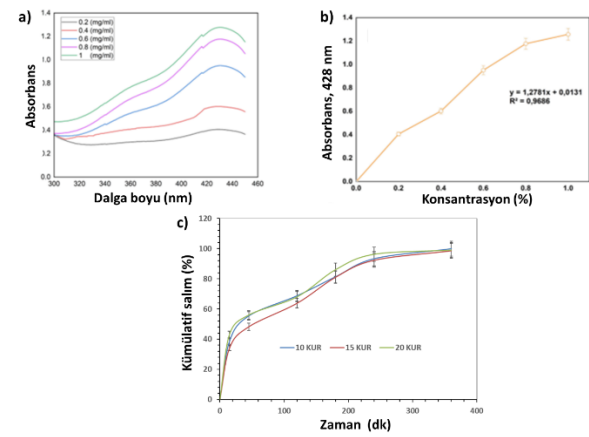 a)
0.2 (mg/ml)
0.4 (mg/ml)
0.6 (mg/ml)
0.8 (mg/ml)
1 (mg/ml)
Absorbans
1.4
1.2
1.0
0.8
0.6
0.4
0.2
0.0
300 320 340 360 380 400 420 440 460
Dalga boyu (nm)
b)
Absorbans, 428 nm
1.4
1.2
1.0
0.8
0.6
0.4
0.2
0.0
y = 1,2781x + 0,0131
R² = 0,9686
0.0 0.2 0.4 0.6 0.8 1.0
Konsantrasyon (%)
c)
Kümülatif salım (%)
120
100
80
60
40
20
0
10 KUR 15 KUR 20 KUR
0 100 200 300 400
Zaman (dk)